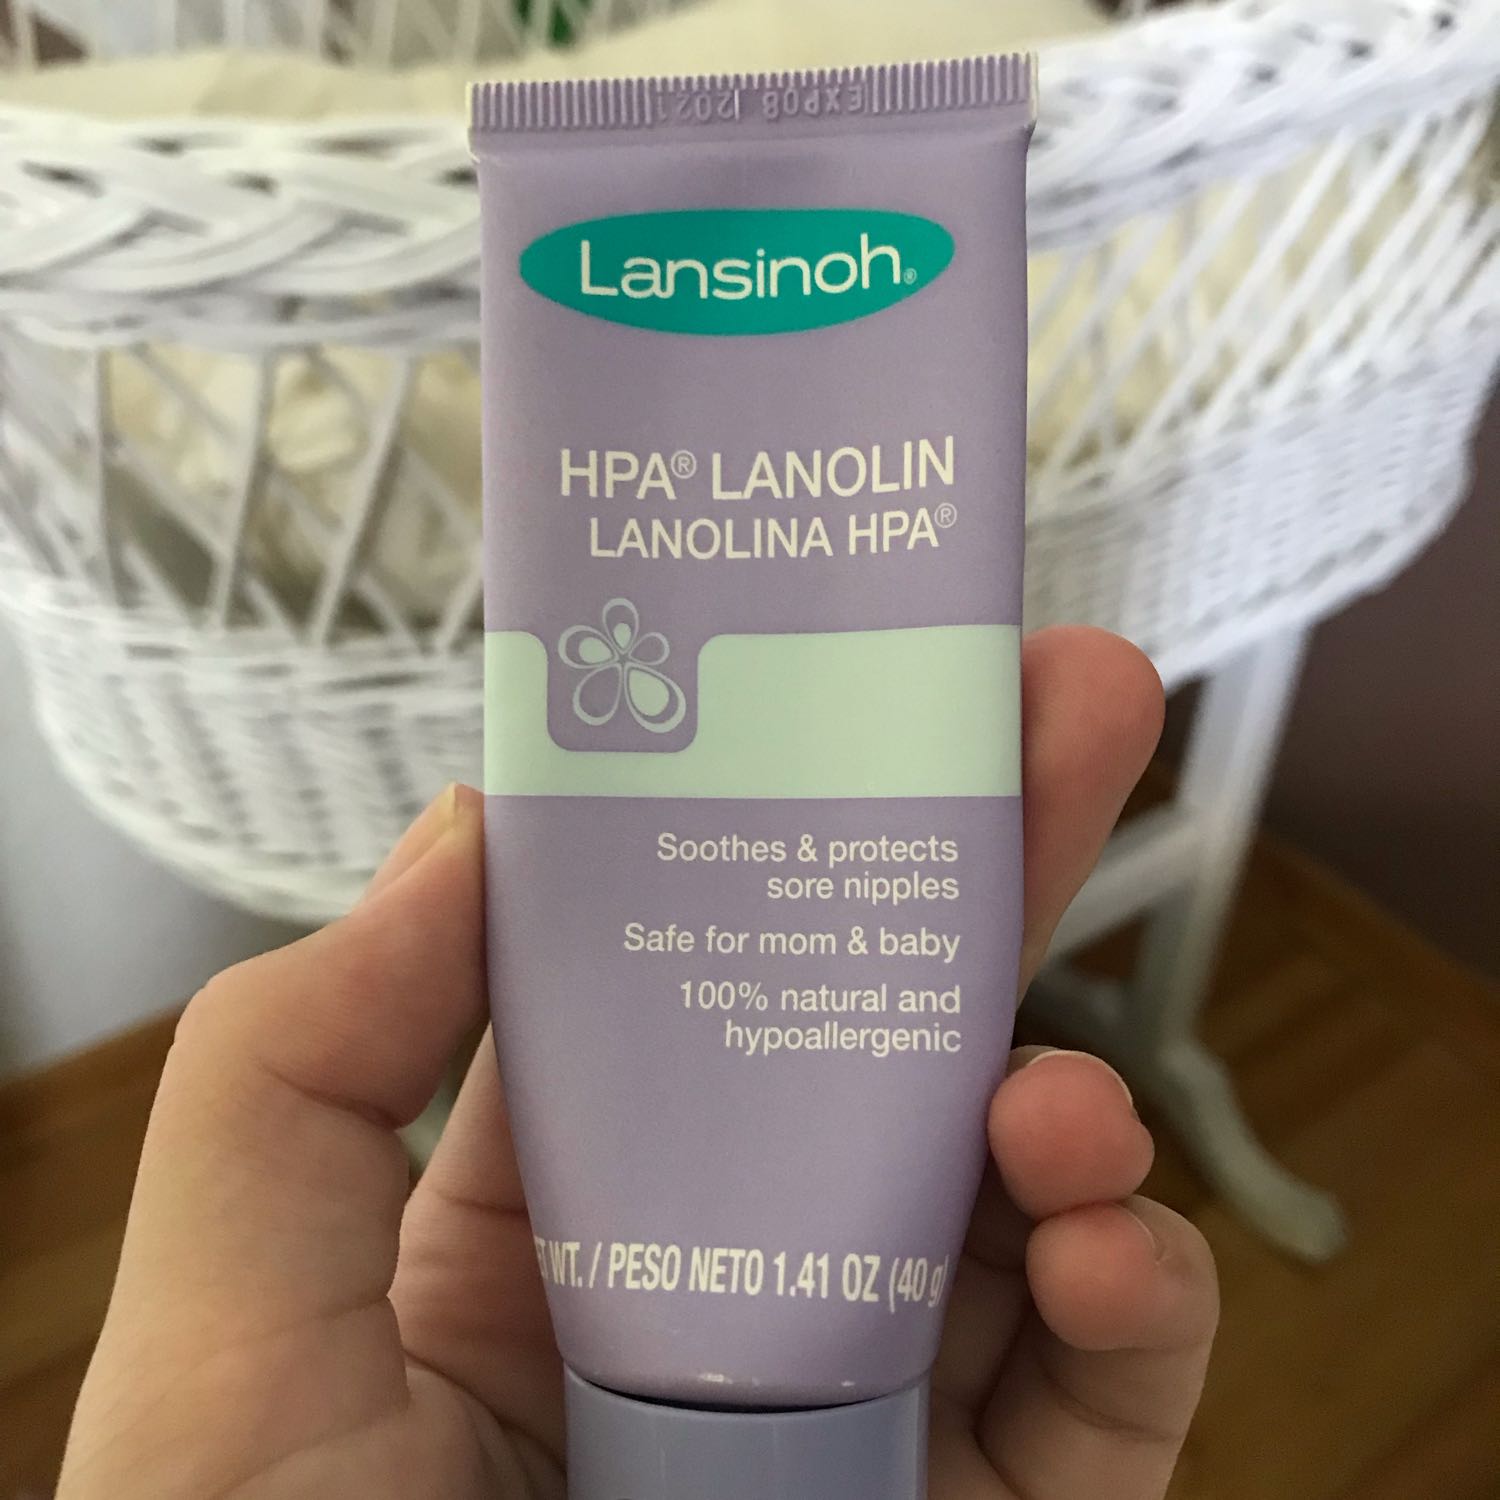 EXP08 2021
Lansinoh®
HPA® LANOLIN
LANOLINA HPA®
Soothes & protects
sore nipples
Safe for mom & baby
100% natural and
hypoallergenic
WT. / PESO NETO 1.41 OZ (40 g)